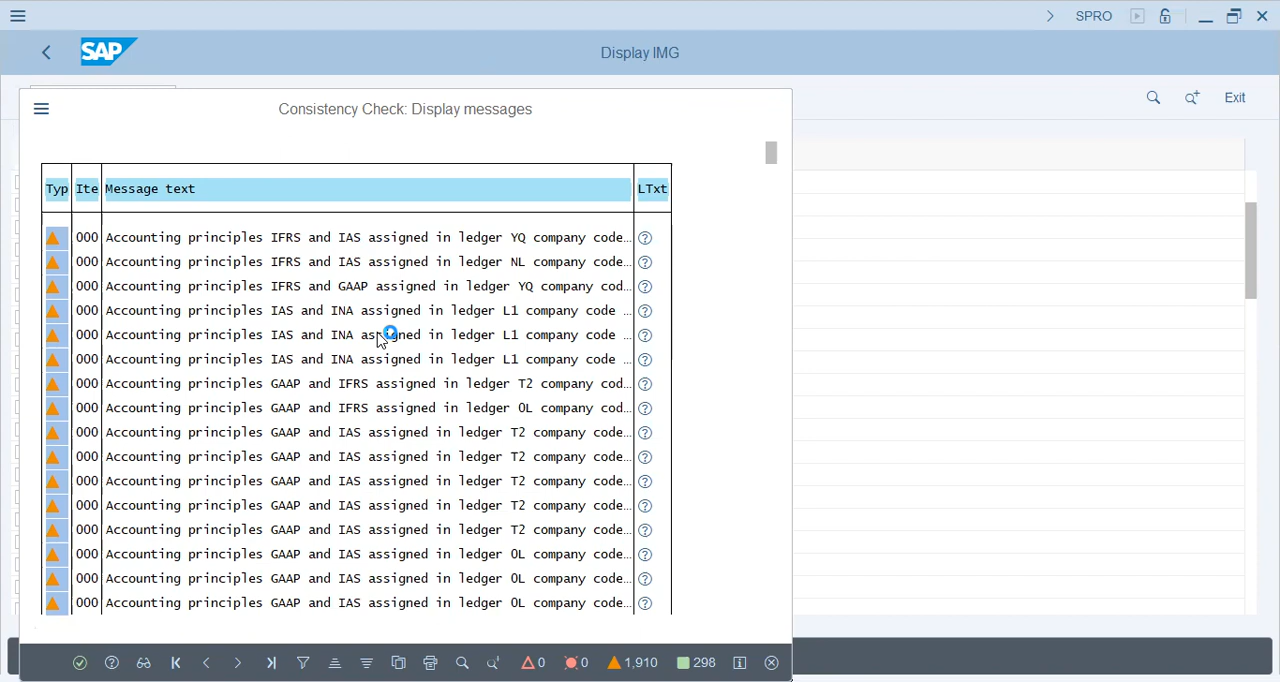 SPRO
SAP
Display IMG
Exit
Consistency Check: Display messages
Typ Ite Message text LTxt
000 Accounting principles IFRS and IAS assigned in ledger YQ company code...
000 Accounting principles IFRS and IAS assigned in ledger NL company code...
000 Accounting principles IFRS and GAAP assigned in ledger YQ company cod...
000 Accounting principles IAS and INA assigned in ledger L1 company code ...
000 Accounting principles IAS and INA assigned in ledger L1 company code ...
000 Accounting principles IAS and INA assigned in ledger L1 company code ...
000 Accounting principles GAAP and IFRS assigned in ledger T2 company cod...
000 Accounting principles GAAP and IFRS assigned in ledger 0L company cod...
000 Accounting principles GAAP and IAS assigned in ledger T2 company code...
000 Accounting principles GAAP and IAS assigned in ledger T2 company code...
000 Accounting principles GAAP and IAS assigned in ledger T2 company code...
000 Accounting principles GAAP and IAS assigned in ledger T2 company code...
000 Accounting principles GAAP and IAS assigned in ledger T2 company code...
000 Accounting principles GAAP and IAS assigned in ledger 0L company code...
000 Accounting principles GAAP and IAS assigned in ledger 0L company code...
000 Accounting principles GAAP and IAS assigned in ledger 0L company code...
0 0 1,910 298